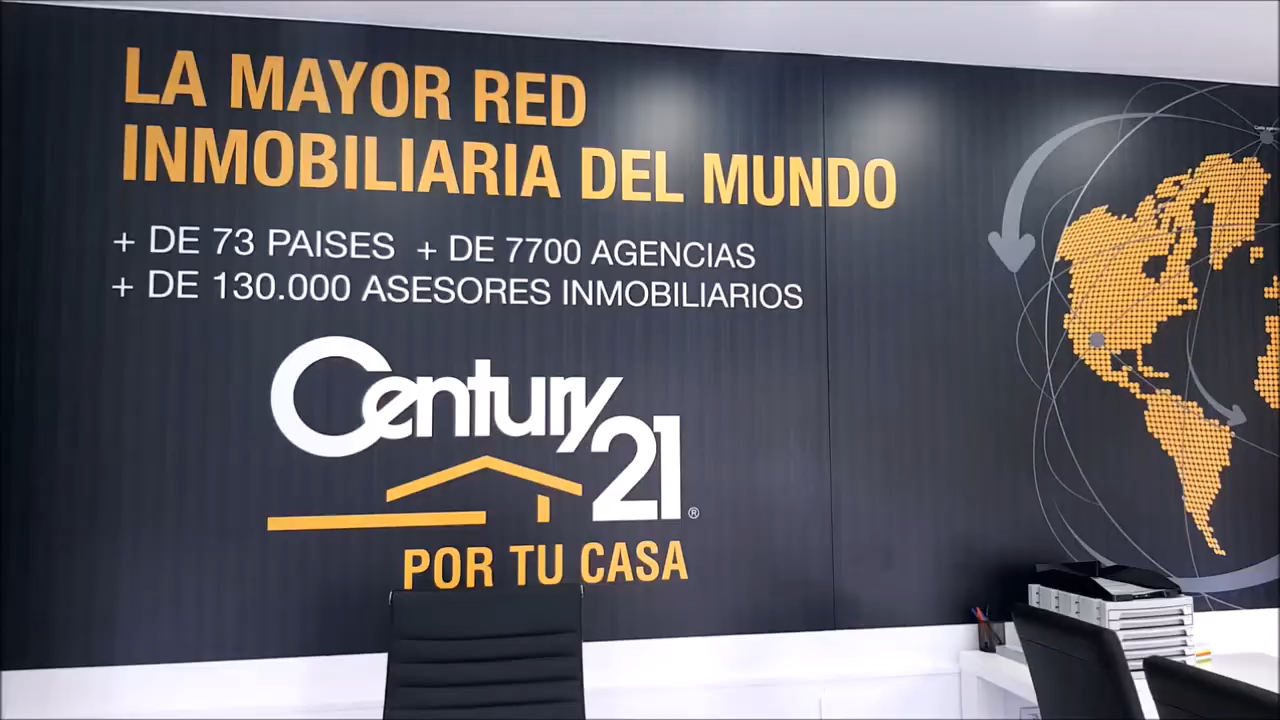 LA MAYOR RED
INMOBILIARIA DEL MUNDO
+ DE 73 PAISES + DE 7700 AGENCIAS
+ DE 130.000 ASESORES INMOBILIARIOS
Century
21®
POR TU CASA